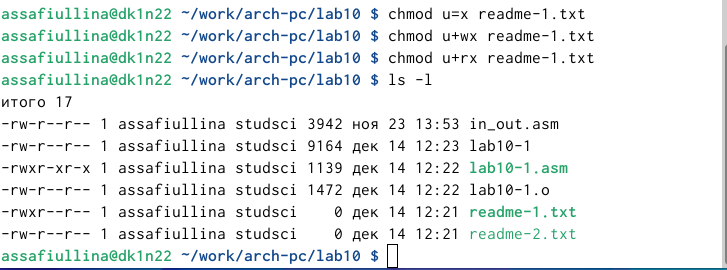 assafiullina@dk1n22 ~/work/arch-pc/lab10 $ chmod u=x readme-1.txt
assafiullina@dk1n22 ~/work/arch-pc/lab10 $ chmod u+wx readme-1.txt
assafiullina@dk1n22 ~/work/arch-pc/lab10 $ chmod u+rx readme-1.txt
assafiullina@dk1n22 ~/work/arch-pc/lab10 $ ls -l
итого 17
-rw-r--r-- 1 assafiullina studsci 3942 ноя 23 13:53 in_out.asm
-rw-r--r-- 1 assafiullina studsci 9164 дек 14 12:23 lab10-1
-rwxr-xr-x 1 assafiullina studsci 1139 дек 14 12:22 lab10-1.asm
-rw-r--r-- 1 assafiullina studsci 1472 дек 14 12:22 lab10-1.o
-rwxr--r-- 1 assafiullina studsci    0 дек 14 12:21 readme-1.txt
-rw-r--r-- 1 assafiullina studsci    0 дек 14 12:21 readme-2.txt
assafiullina@dk1n22 ~/work/arch-pc/lab10 $